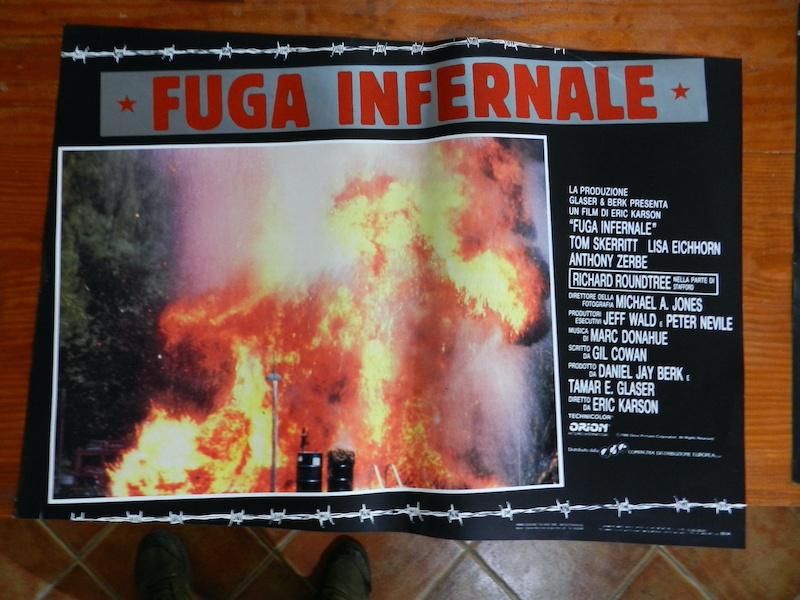 FUGA INFERNALE
LA PRODUZIONE
GLASER & BERK PRESENTA
UN FILM DI ERIC KARSON
"FUGA INFERNALE"
TOM SKERRITT LISA EICHHORN
ANTHONY ZERBE
RICHARD ROUNDTREE NELLA PARTE DI STAFFORD
DIRETTORE DELLA FOTOGRAFIA MICHAEL A. JONES
PRODUTTORI ESECUTIVI JEFF WALD E PETER NEVILE
MUSICA DI MARC DONAHUE
SCRITTO DA GIL COWAN
PRODOTTO DA DANIEL JAY BERK E
TAMAR E. GLASER
DIRETTO DA ERIC KARSON
TECHNICOLOR
ORION
Distribuito dalla